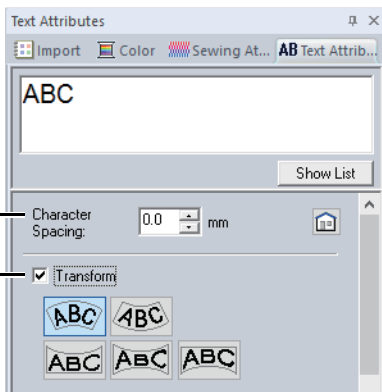 Text Attributes
Import Color Sewing At... AB Text Attrib...
ABC
Show List
Character
Spacing: 0.0 mm
Transform
ABC ABC
ABC ABC ABC